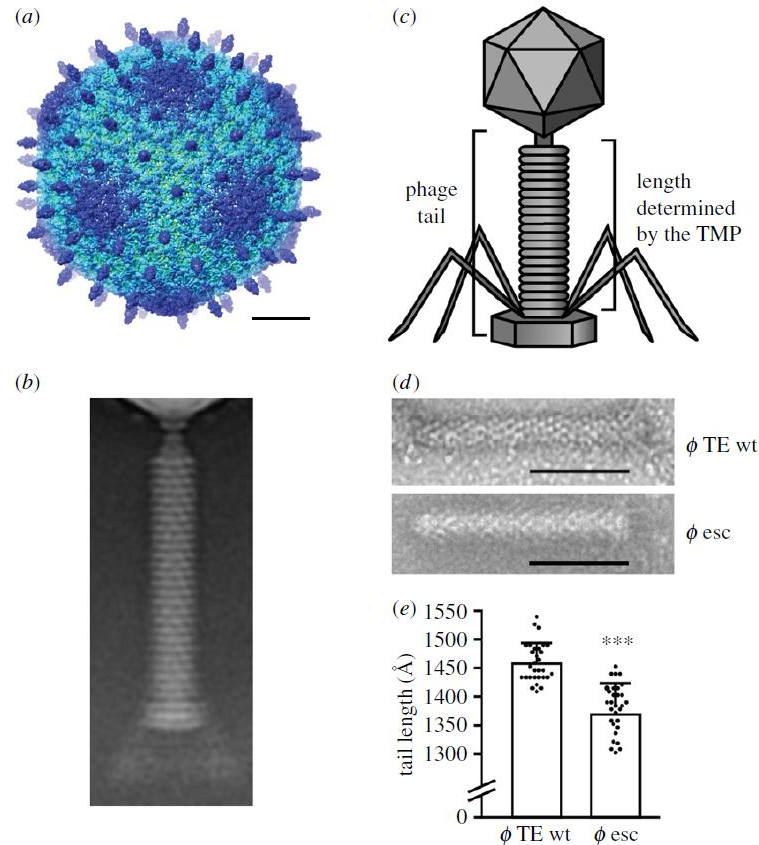 (a)
(c)
phage
tail
length
determined
by the TMP
(b)
(d)
ϕ TE wt
ϕ esc
(e)
1550
1500
1450
1400
1350
1300
0
tail length (Å)
***
ϕ TE wt
ϕ esc